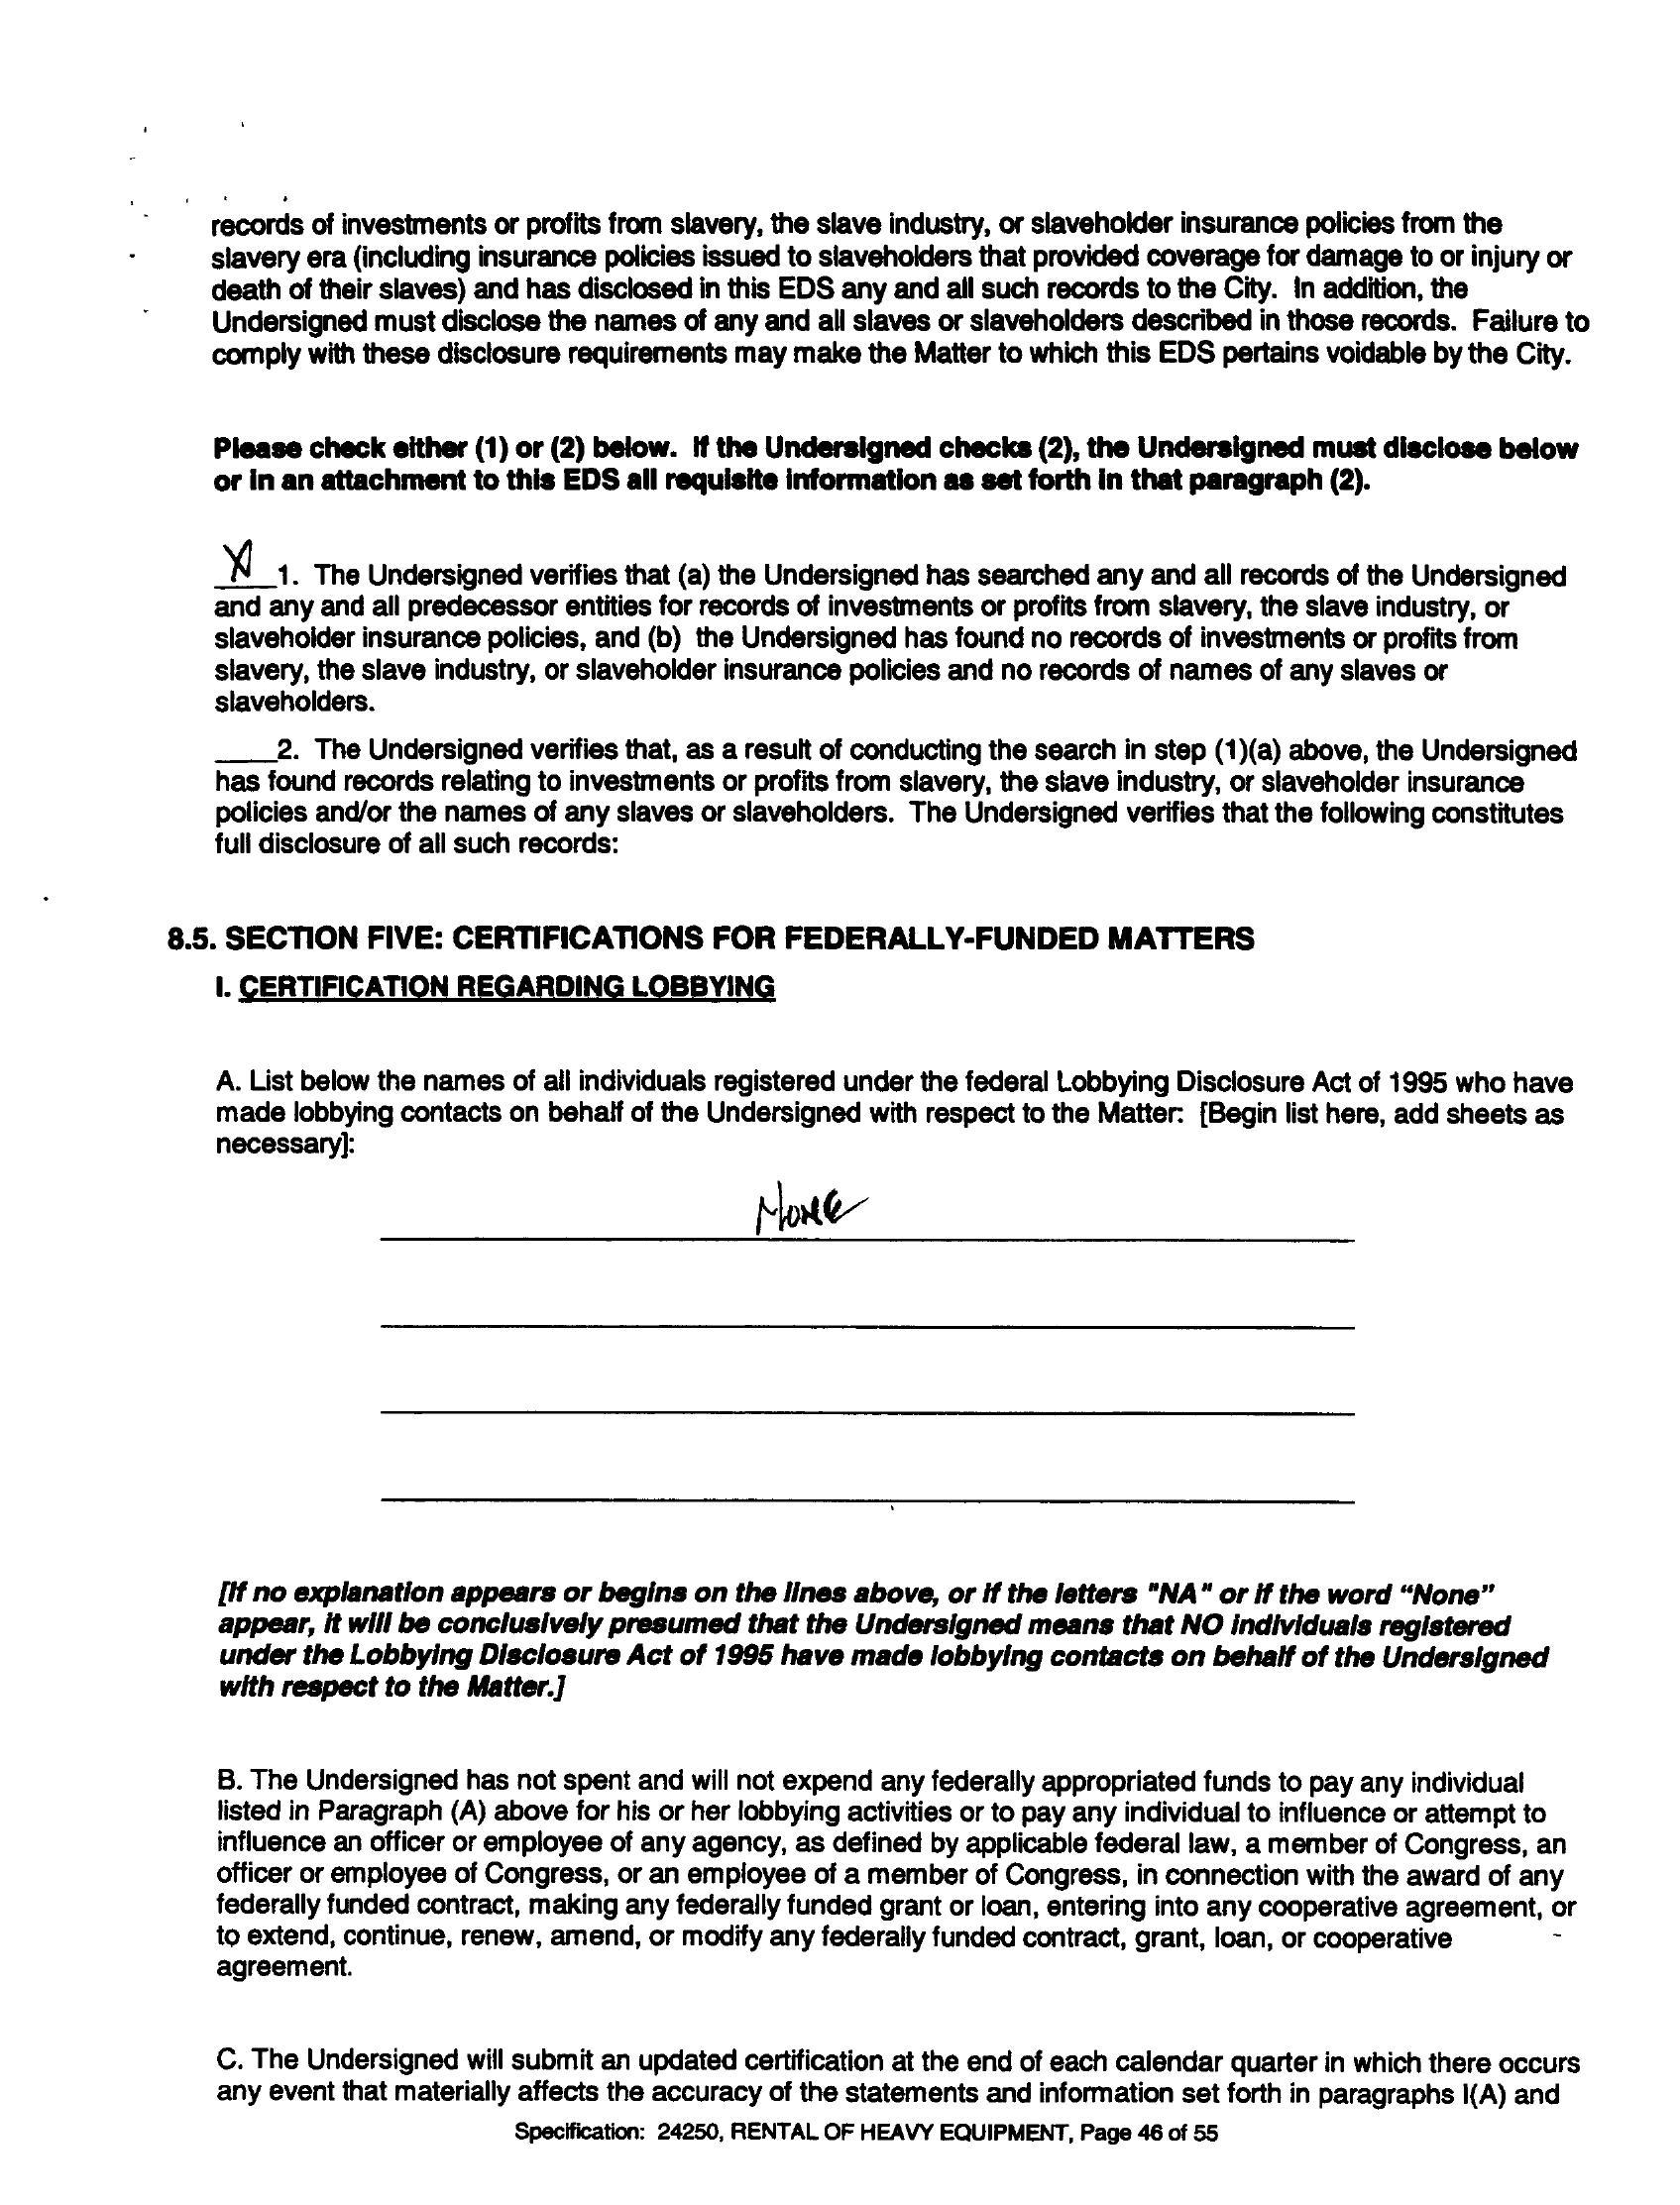 records of investments or profits from slavery, the slave industry, or slaveholder insurance policies from the
slavery era (including insurance policies issued to slaveholders that provided coverage for damage to or injury or
death of their slaves) and has disclosed in this EDS any and all such records to the City.  In addition, the
Undersigned must disclose the names of any and all slaves or slaveholders described in those records.  Failure to
comply with these disclosure requirements may make the Matter to which this EDS pertains voidable by the City.
Please check either (1) or (2) below.  If the Undersigned checks (2), the Undersigned must disclose below
or in an attachment to this EDS all requisite information as set forth in that paragraph (2).
X 1.  The Undersigned verifies that (a) the Undersigned has searched any and all records of the Undersigned
and any and all predecessor entities for records of investments or profits from slavery, the slave industry, or
slaveholder insurance policies, and (b)  the Undersigned has found no records of investments or profits from
slavery, the slave industry, or slaveholder insurance policies and no records of names of any slaves or
slaveholders.
____2.  The Undersigned verifies that, as a result of conducting the search in step (1)(a) above, the Undersigned
has found records relating to investments or profits from slavery, the slave industry, or slaveholder insurance
policies and/or the names of any slaves or slaveholders.  The Undersigned verifies that the following constitutes
full disclosure of all such records:
8.5. SECTION FIVE: CERTIFICATIONS FOR FEDERALLY-FUNDED MATTERS
I. CERTIFICATION REGARDING LOBBYING
A. List below the names of all individuals registered under the federal Lobbying Disclosure Act of 1995 who have
made lobbying contacts on behalf of the Undersigned with respect to the Matter:  [Begin list here, add sheets as
necessary]:
None
[If no explanation appears or begins on the lines above, or if the letters "NA" or if the word “None”
appear, it will be conclusively presumed that the Undersigned means that NO individuals registered
under the Lobbying Disclosure Act of 1995 have made lobbying contacts on behalf of the Undersigned
with respect to the Matter.]
B. The Undersigned has not spent and will not expend any federally appropriated funds to pay any individual
listed in Paragraph (A) above for his or her lobbying activities or to pay any individual to influence or attempt to
influence an officer or employee of any agency, as defined by applicable federal law, a member of Congress, an
officer or employee of Congress, or an employee of a member of Congress, in connection with the award of any
federally funded contract, making any federally funded grant or loan, entering into any cooperative agreement, or
to extend, continue, renew, amend, or modify any federally funded contract, grant, loan, or cooperative
agreement.
C. The Undersigned will submit an updated certification at the end of each calendar quarter in which there occurs
any event that materially affects the accuracy of the statements and information set forth in paragraphs I(A) and
Specification:  24250, RENTAL OF HEAVY EQUIPMENT, Page 46 of 55